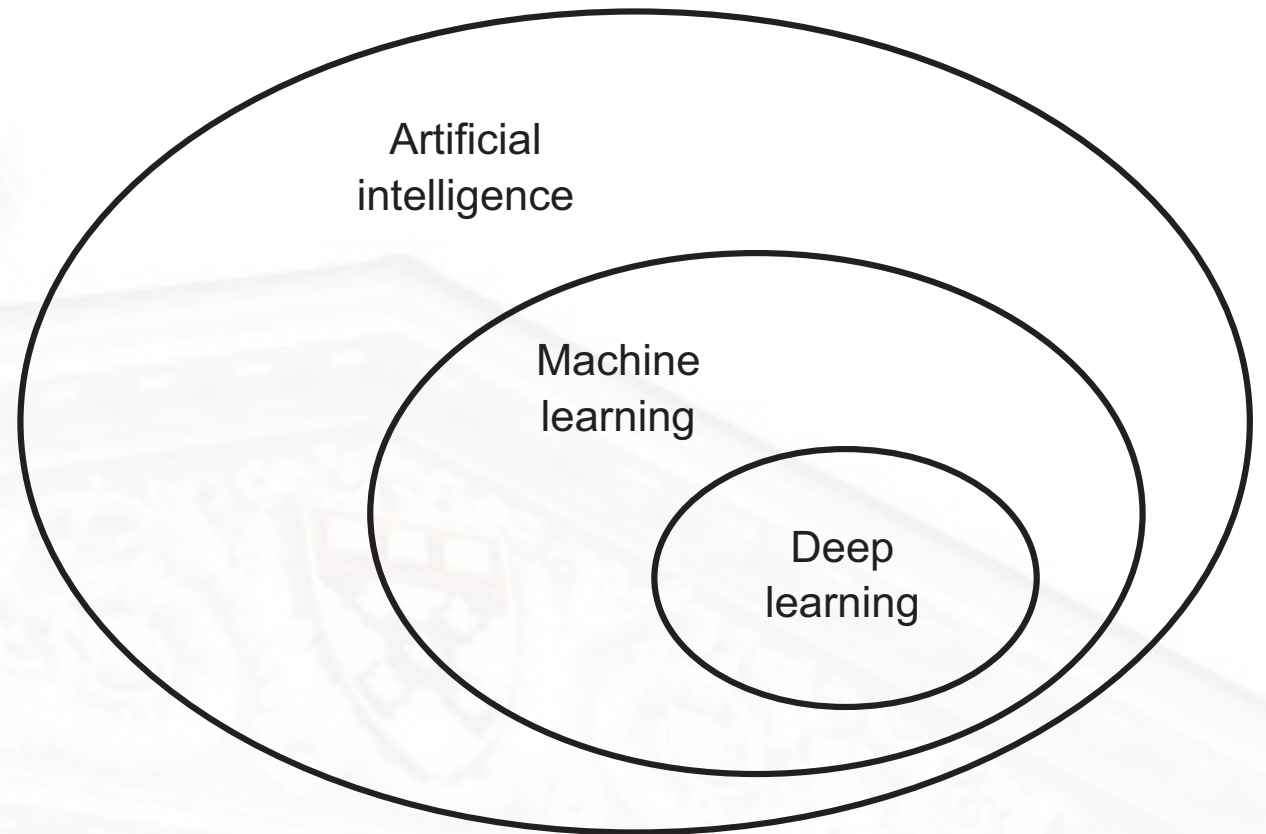 Artificial
intelligence
Machine
learning
Deep
learning